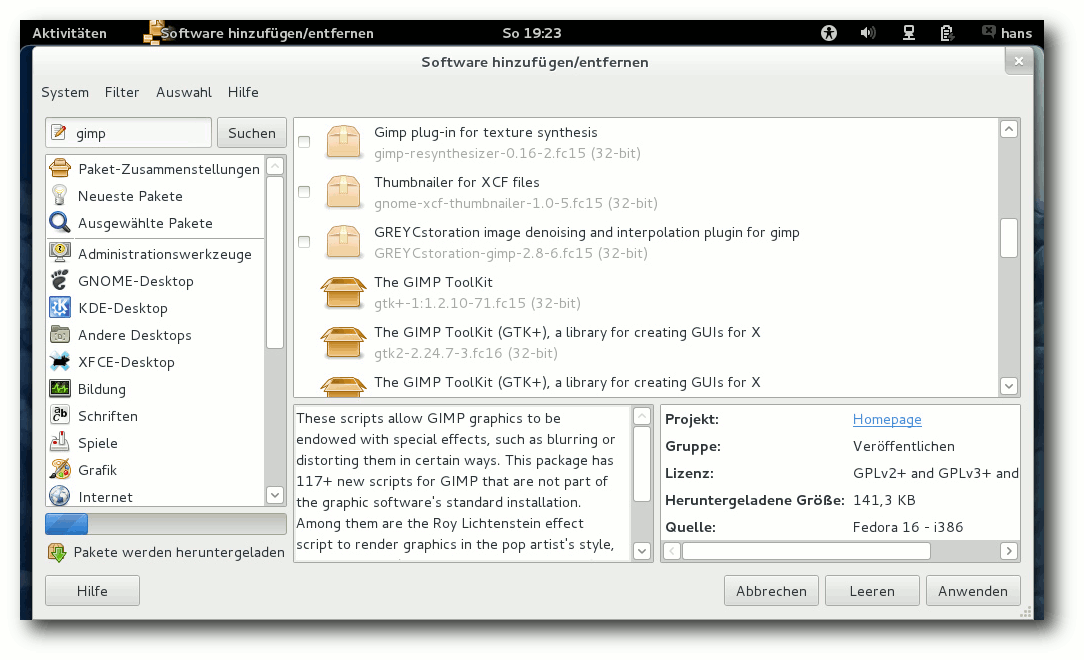 Aktivitäten Software hinzufügen/entfernen So 19:23 hans
Software hinzufügen/entfernen
System Filter Auswahl Hilfe
gimp Suchen
Paket-Zusammenstellungen
Neueste Pakete
Ausgewählte Pakete
Administrationswerkzeuge
GNOME-Desktop
KDE-Desktop
Andere Desktops
XFCE-Desktop
Bildung
Schriften
Spiele
Grafik
Internet
Pakete werden heruntergeladen
Gimp plug-in for texture synthesis
gimp-resynthesizer-0.16-2.fc15 (32-bit)
Thumbnailer for XCF files
gnome-xcf-thumbnailer-1.0-5.fc15 (32-bit)
GREYCstoration image denoising and interpolation plugin for gimp
GREYCstoration-gimp-2.8-6.fc15 (32-bit)
The GIMP ToolKit
gtk+-1:1.2.10-71.fc15 (32-bit)
The GIMP ToolKit (GTK+), a library for creating GUIs for X
gtk2-2.24.7-3.fc16 (32-bit)
The GIMP ToolKit (GTK+), a library for creating GUIs for X
These scripts allow GIMP graphics to be
endowed with special effects, such as blurring or
distorting them in certain ways. This package has
117+ new scripts for GIMP that are not part of
the graphic software's standard installation.
Among them are the Roy Lichtenstein effect
script to render graphics in the pop artist's style,
Projekt: Homepage
Gruppe: Veröffentlichen
Lizenz: GPLv2+ and GPLv3+ and
Heruntergeladene Größe: 141,3 KB
Quelle: Fedora 16 - i386
Hilfe Abbrechen Leeren Anwenden